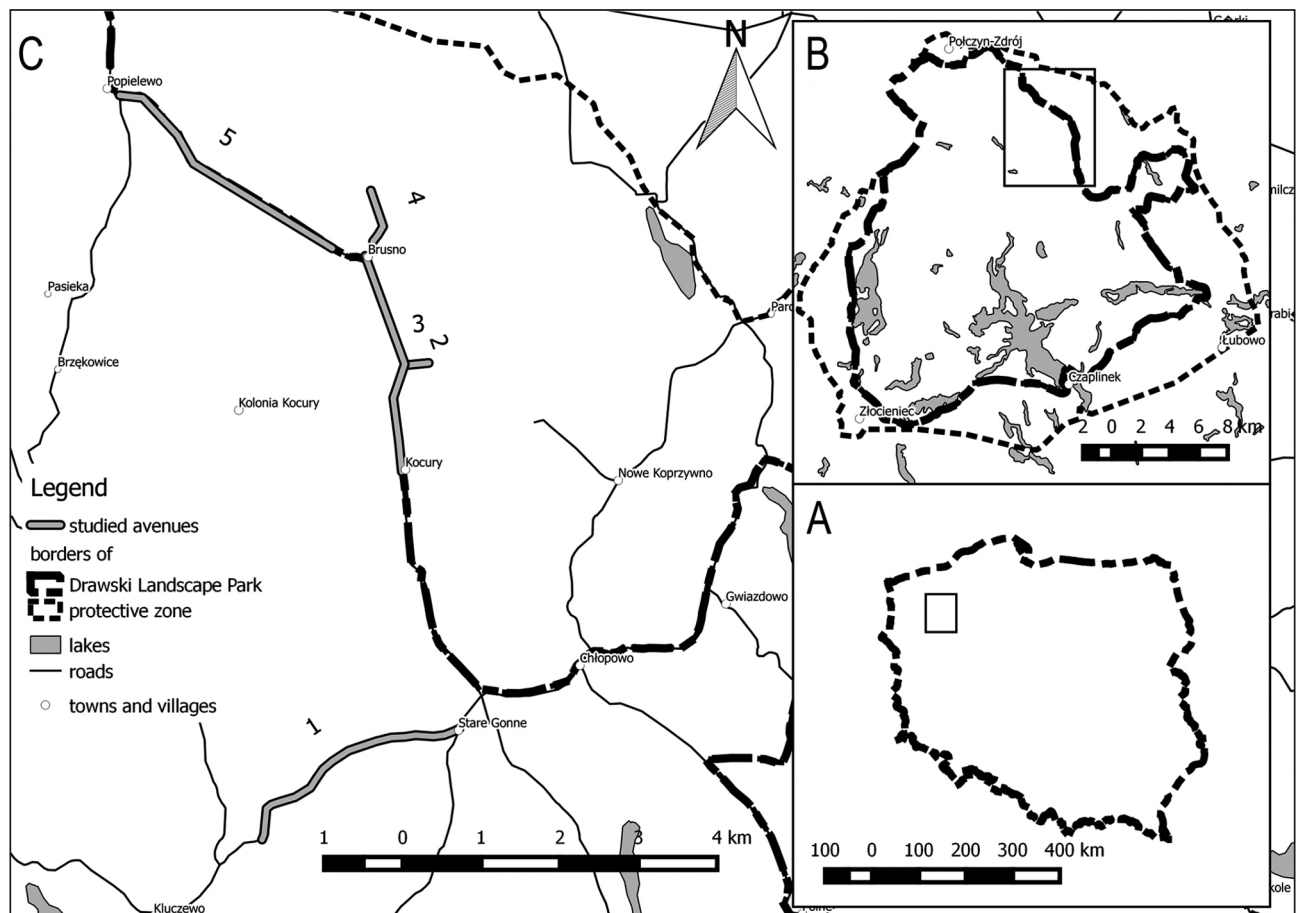 C
N
Popielewo
5
4
Brusno
Pasieka
3
2
Brzękowice
Kolonia Kocury
Kocury
Nowe Koprzywno
Gwiazdowo
Chłopowo
Stare Gonne
1
Kluczewo
Legend
studied avenues
borders of
Drawski Landscape Park
protective zone
lakes
roads
towns and villages
1 0 1 2 3 4 km
B
Połczyn-Zdrój
Łubowo
Czaplinek
Złocieniec
2 0 2 4 6 8 km
A
100 0 100 200 300 400 km